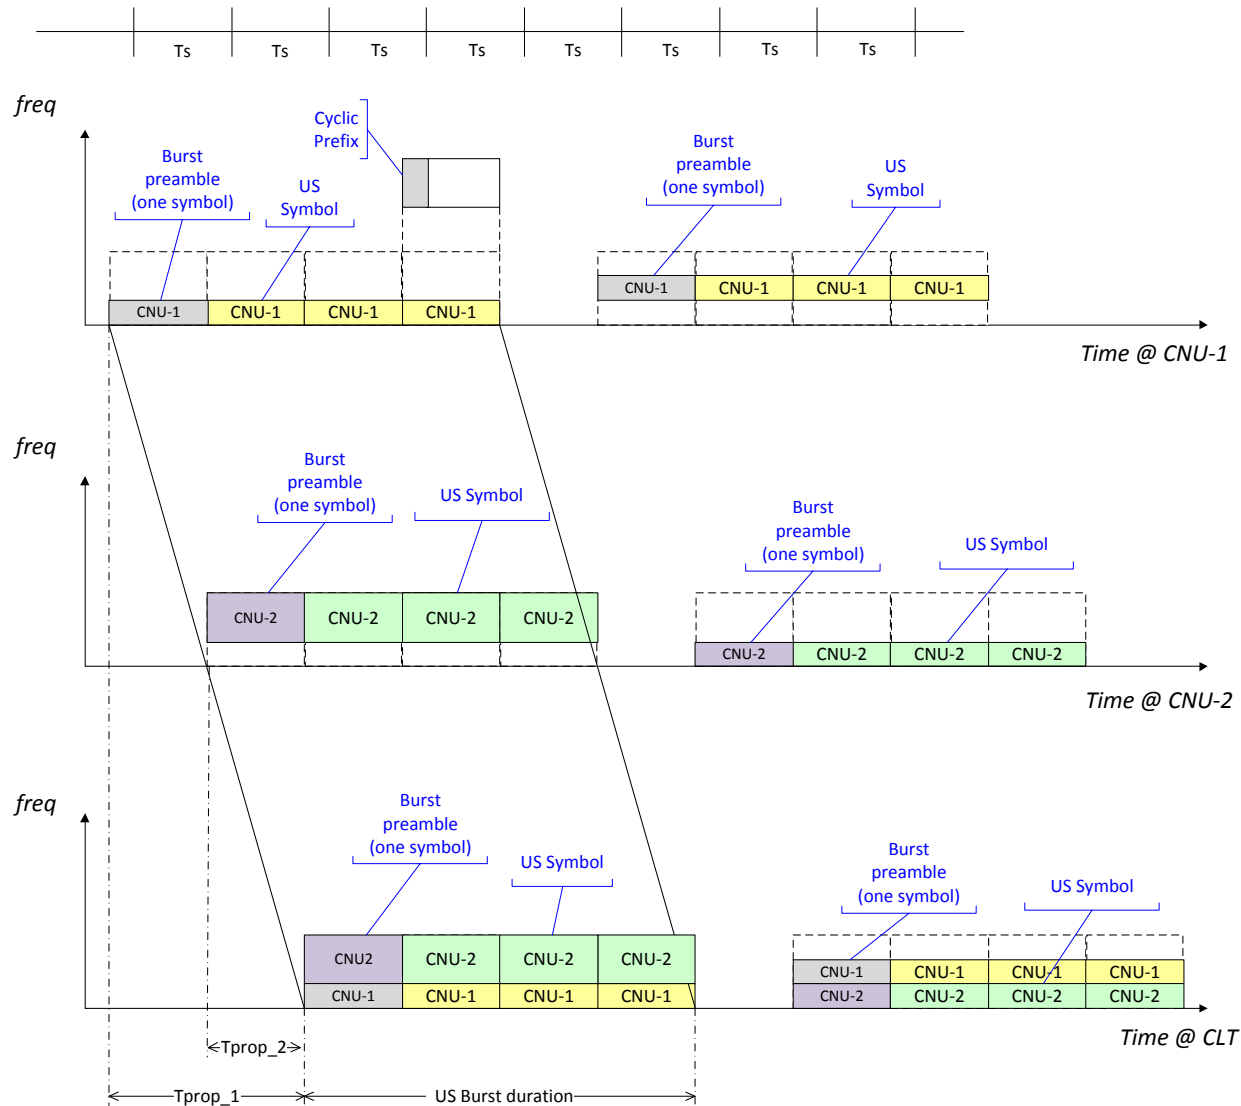 Ts Ts Ts Ts Ts Ts Ts Ts
freq
Cyclic
Prefix
Burst
preamble
(one symbol)
US
Symbol
Burst
preamble
(one symbol)
US
Symbol
CNU-1 CNU-1 CNU-1 CNU-1
CNU-1 CNU-1 CNU-1 CNU-1
Time @ CNU-1
freq
Burst
preamble
(one symbol)
US Symbol
Burst
preamble
(one symbol)
US Symbol
CNU-2 CNU-2 CNU-2 CNU-2
CNU-2 CNU-2 CNU-2 CNU-2
Time @ CNU-2
freq
Burst
preamble
(one symbol)
US Symbol
Burst
preamble
(one symbol)
US Symbol
CNU2 CNU-2 CNU-2 CNU-2
CNU-1 CNU-1 CNU-1 CNU-1
CNU-1 CNU-1 CNU-1 CNU-1
CNU-2 CNU-2 CNU-2 CNU-2
Time @ CLT
Tprop_2
Tprop_1
US Burst duration